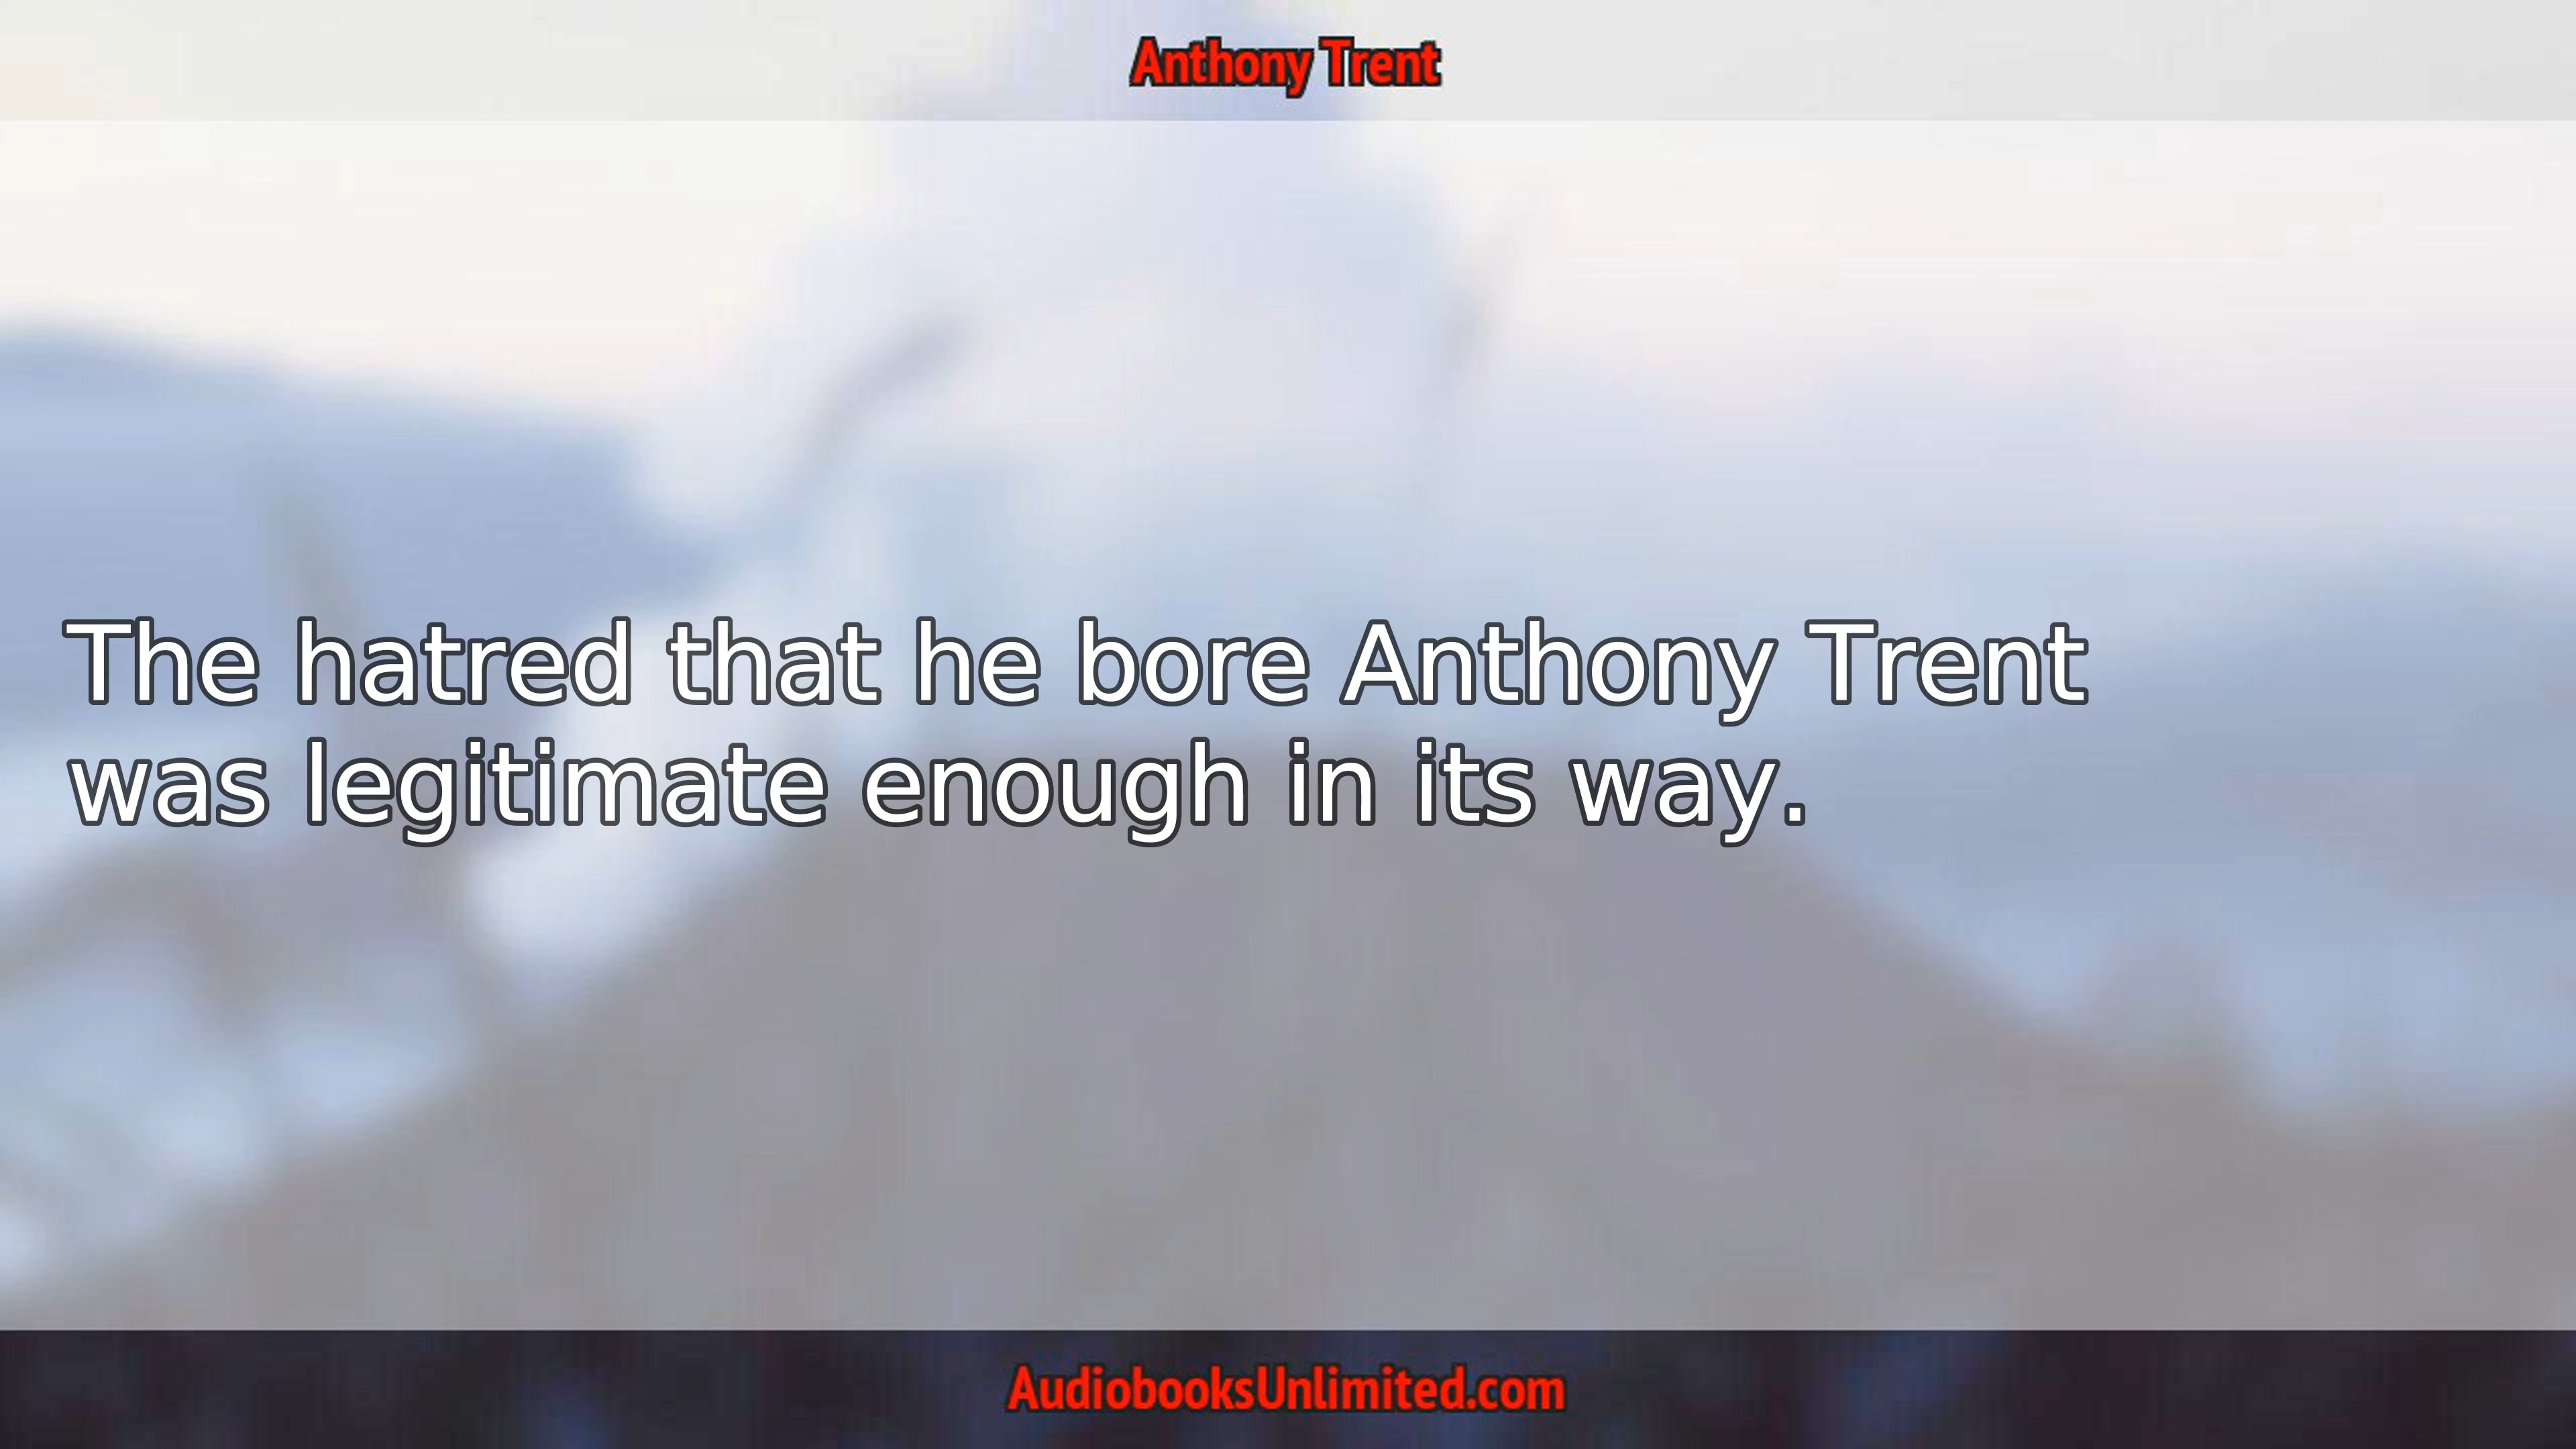 Anthony Trent
The hatred that he bore Anthony Trent
was legitimate enough in its way.
AudiobooksUnlimited.com